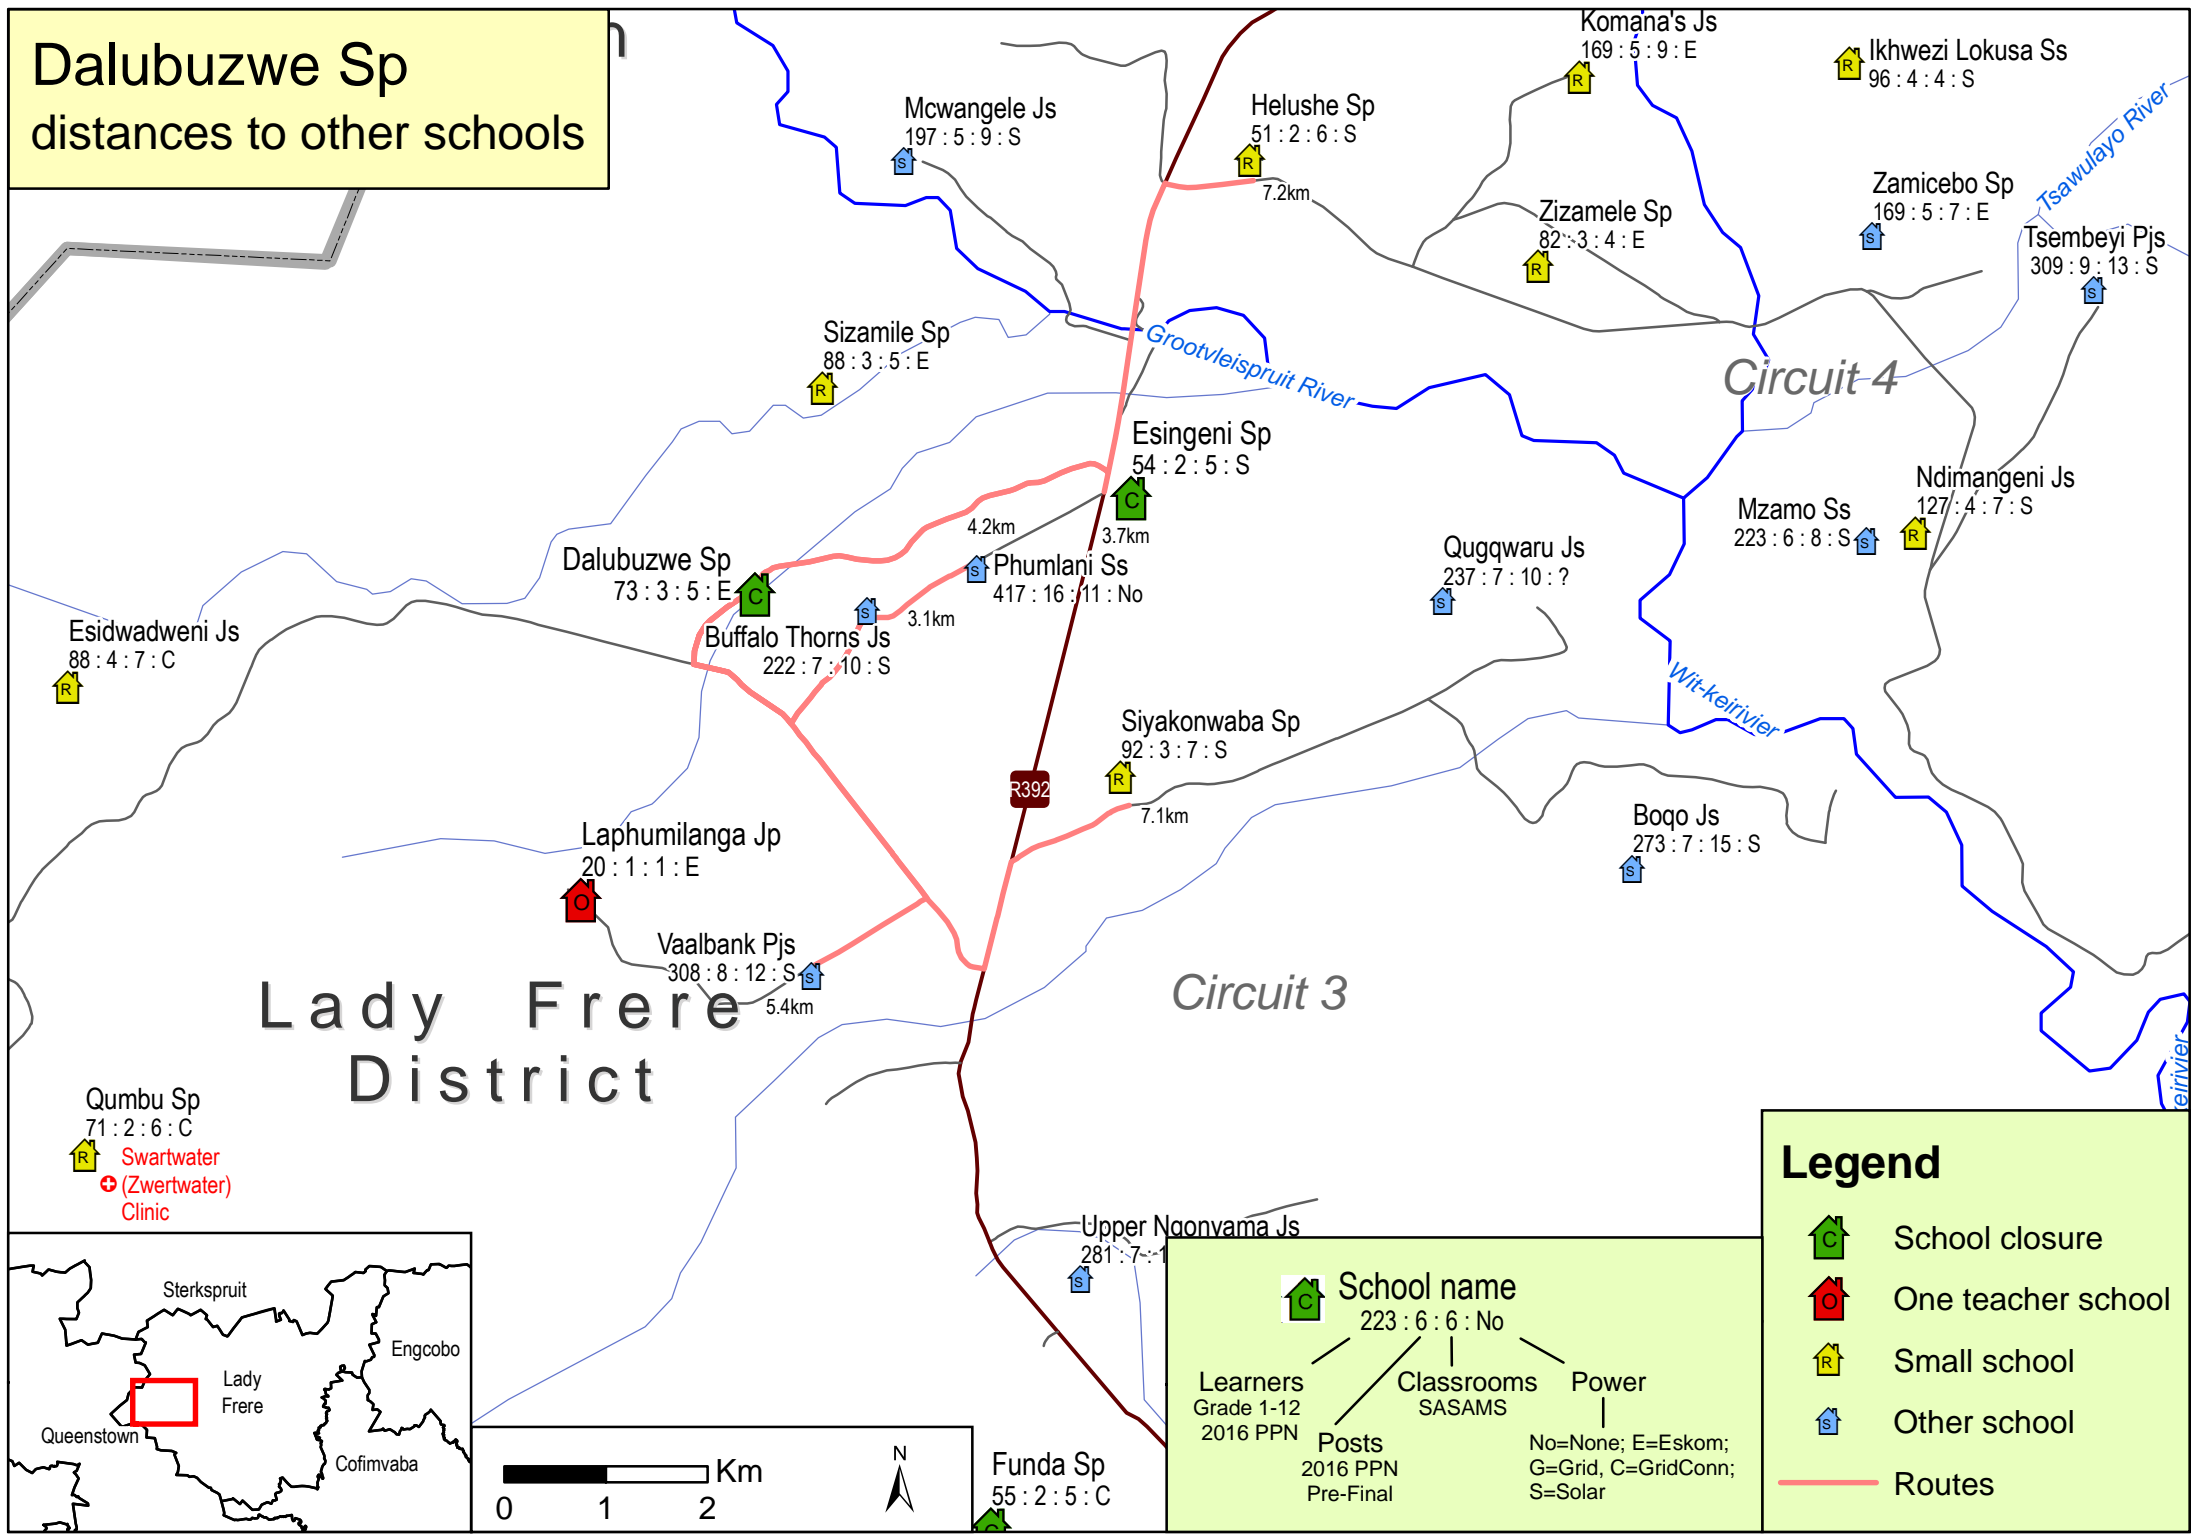 Dalubuzwe Sp
distances to other schools
n
Komana's Js
169 : 5 : 9 : E
R
Ikhwezi Lokusa Ss
96 : 4 : 4 : S
R
Mcwangele Js
197 : 5 : 9 : S
S
Helushe Sp
51 : 2 : 6 : S
R
7.2km
Tsawulayo River
Zamicebo Sp
169 : 5 : 7 : E
S
Zizamele Sp
82 : 3 : 4 : E
R
Tsembeyi Pjs
309 : 9 : 13 : S
S
Sizamile Sp
88 : 3 : 5 : E
R
Grootvleispruit River
Circuit 4
Esingeni Sp
54 : 2 : 5 : S
C
3.7km
4.2km
Ndimangeni Js
127 : 4 : 7 : S
R
Mzamo Ss
223 : 6 : 8 : S
S
Dalubuzwe Sp
73 : 3 : 5 : E
C
Phumlani Ss
417 : 16 : 11 : No
S
Qugqwaru Js
237 : 7 : 10 : ?
S
3.1km
Buffalo Thorns Js
222 : 7 : 10 : S
S
Esidwadweni Js
88 : 4 : 7 : C
R
Wit-keirivier
Siyakonwaba Sp
92 : 3 : 7 : S
R
7.1km
R392
Boqo Js
273 : 7 : 15 : S
S
Laphumilanga Jp
20 : 1 : 1 : E
O
Vaalbank Pjs
308 : 8 : 12 : S
S
5.4km
Circuit 3
Lady Frere
District
eirivier
Qumbu Sp
71 : 2 : 6 : C
R
Swartwater
(Zwertwater)
Clinic
Upper Nqonyama Js
281 : 7 : 1
S
Funda Sp
55 : 2 : 5 : C
C
Sterkspruit
Engcobo
Lady
Frere
Queenstown
Cofimvaba
Km
0 1 2
N
C
School name
223 : 6 : 6 : No
Learners
Grade 1-12
2016 PPN
Posts
2016 PPN
Pre-Final
Classrooms
SASAMS
Power
No=None; E=Eskom;
G=Grid, C=GridConn;
S=Solar
Legend
C School closure
O One teacher school
R Small school
S Other school
Routes